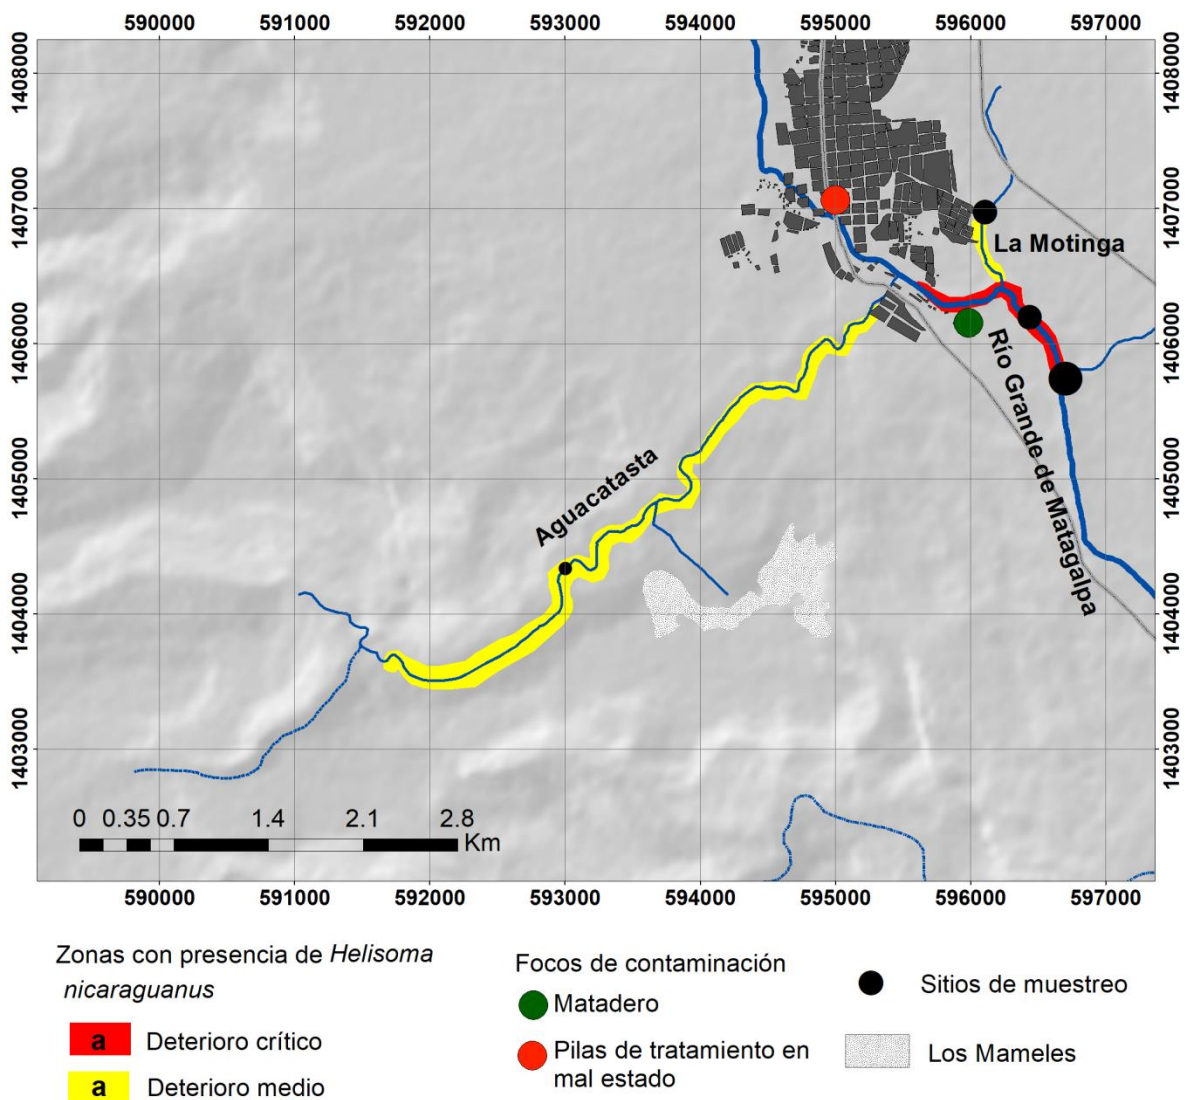 590000 591000 592000 593000 594000 595000 596000 597000
1408000 1408000
1407000 1407000
La Motinga
1406000 1406000
Río Grande de Matagalpa
Aguacatasta
1405000 1405000
1404000 1404000
1403000 1403000
0 0.35 0.7 1.4 2.1 2.8
Km
590000 591000 592000 593000 594000 595000 596000 597000
Zonas con presencia de Helisoma
nicaraguanus
a Deterioro crítico
a Deterioro medio
Focos de contaminación
Matadero
Pilas de tratamiento en
mal estado
Sitios de muestreo
Los Mameles